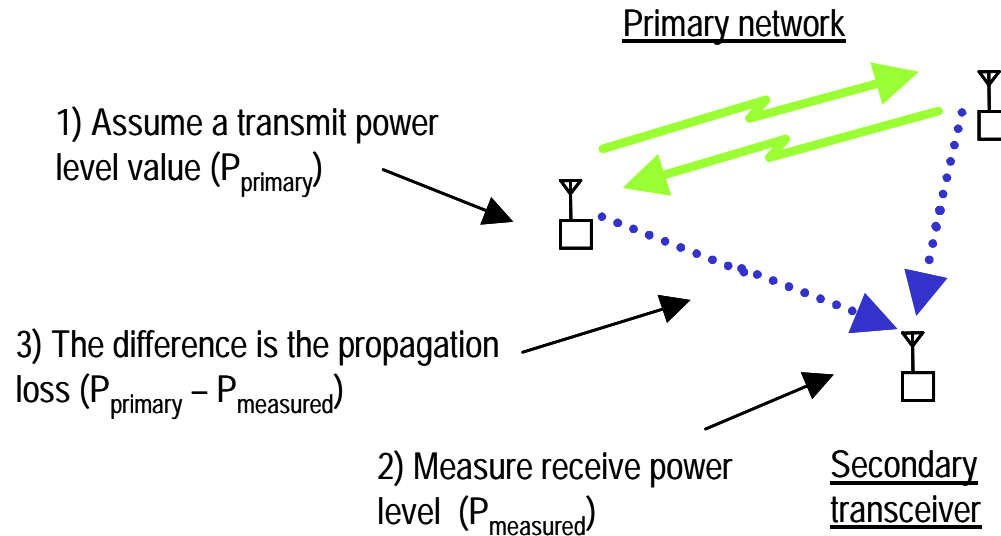 Primary network
1) Assume a transmit power
level value (Pprimary)
3) The difference is the propagation
loss (Pprimary – Pmeasured)
2) Measure receive power
level (Pmeasured)
Secondary
transceiver